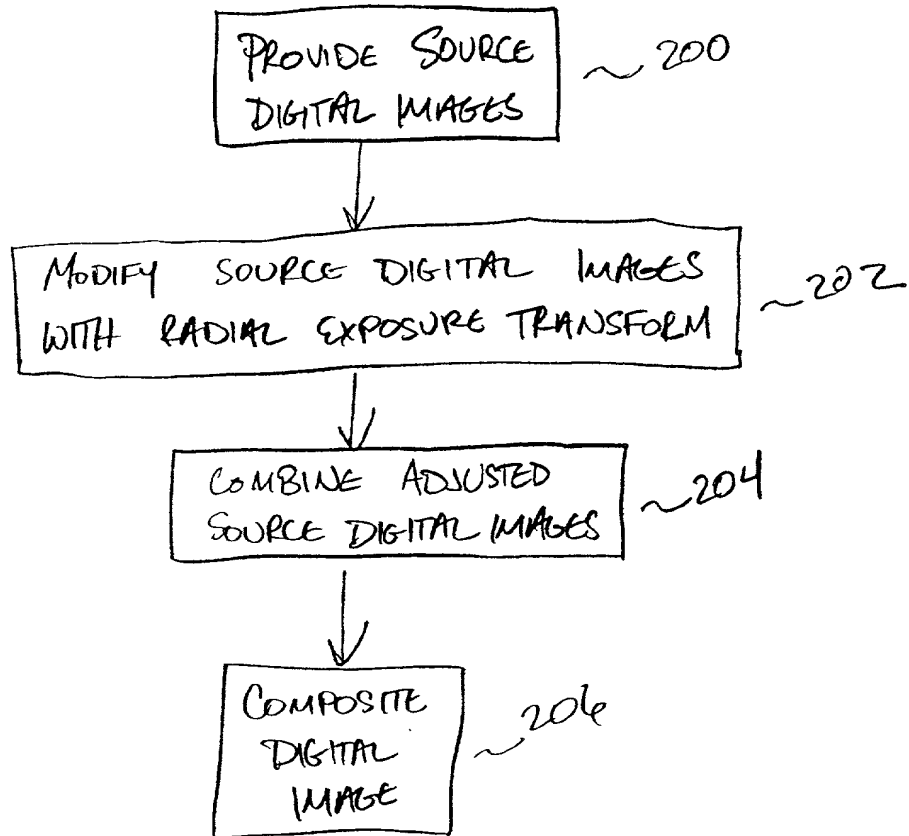 PROVIDE SOURCE
DIGITAL IMAGES
~ 200
MODIFY SOURCE DIGITAL IMAGES
WITH RADIAL EXPOSURE TRANSFORM
~202
COMBINE ADJUSTED
SOURCE DIGITAL IMAGES
~204
COMPOSITE
DIGITAL
IMAGE
~206